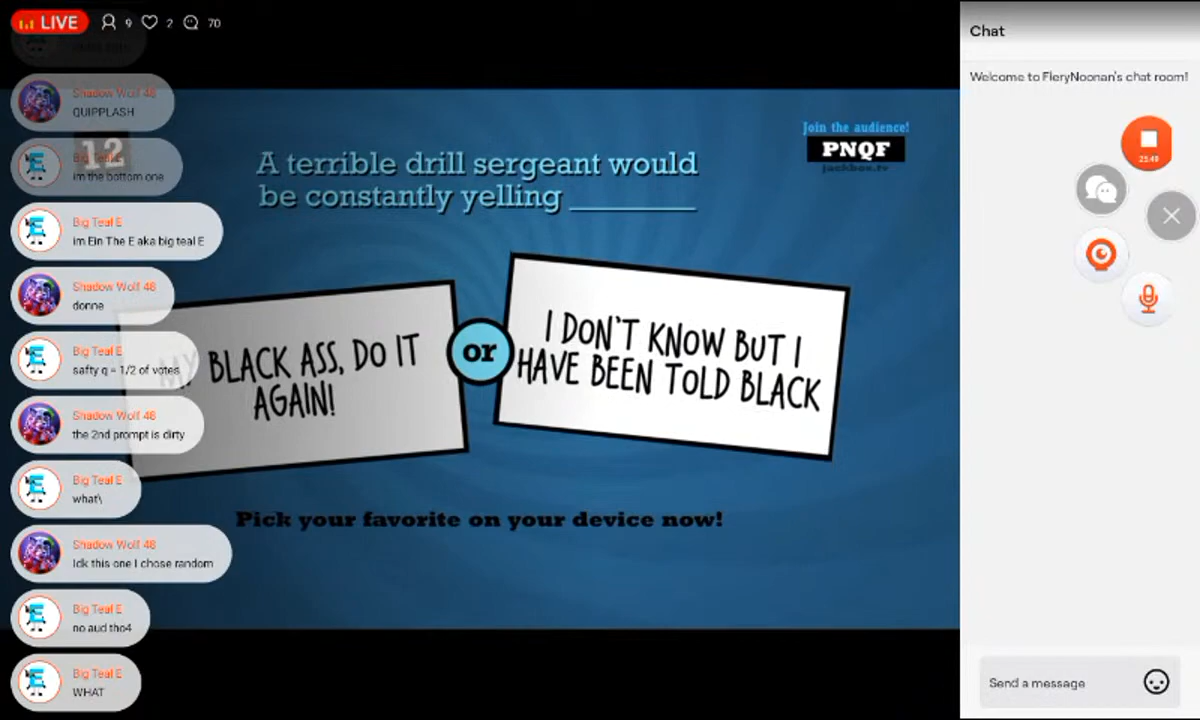 LIVE 9 2 70
Shadow Wolf 48
QUIPPLASH
12
im the bottom one
Big Teal E
im Ein The E aka big teal E
Shadow Wolf 48
donne
Big Teal E
safty q = 1/2 of votes
Shadow Wolf 48
the 2nd prompt is dirty
Big Teal E
what\
Shadow Wolf 48
Idk this one I chose random
Big Teal E
no aud tho4
Big Teal E
WHAT
A terrible drill sergeant would
be constantly yelling ________
Join the audience!
PNQF
jackbox.tv
MY BLACK ASS, DO IT
AGAIN!
or
I DON'T KNOW BUT I
HAVE BEEN TOLD BLACK
Pick your favorite on your device now!
Chat
Welcome to FieryNoonan's chat room!
23:49
Send a message